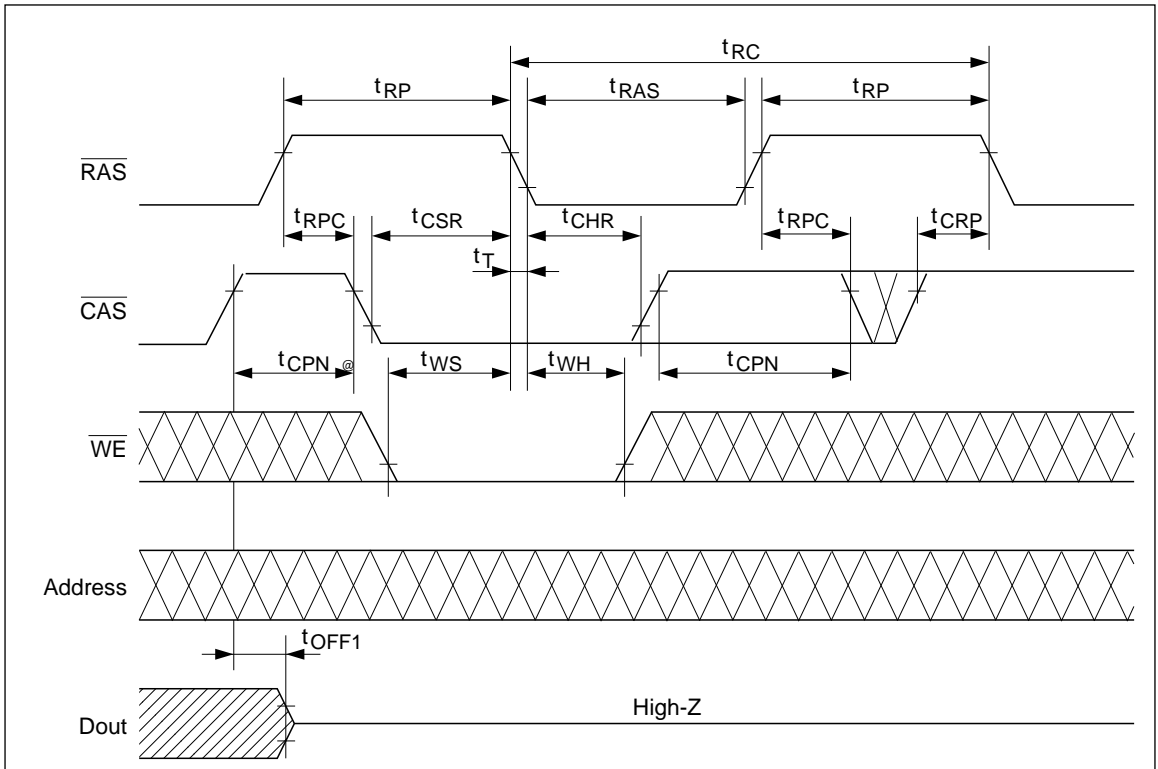 tRC
tRP tRAS tRP
RAS
tRPC tCSR tCHR tRPC tCRP
tT
CAS
tCPN @ tWS tWH tCPN
WE
Address
tOFF1
High-Z
Dout